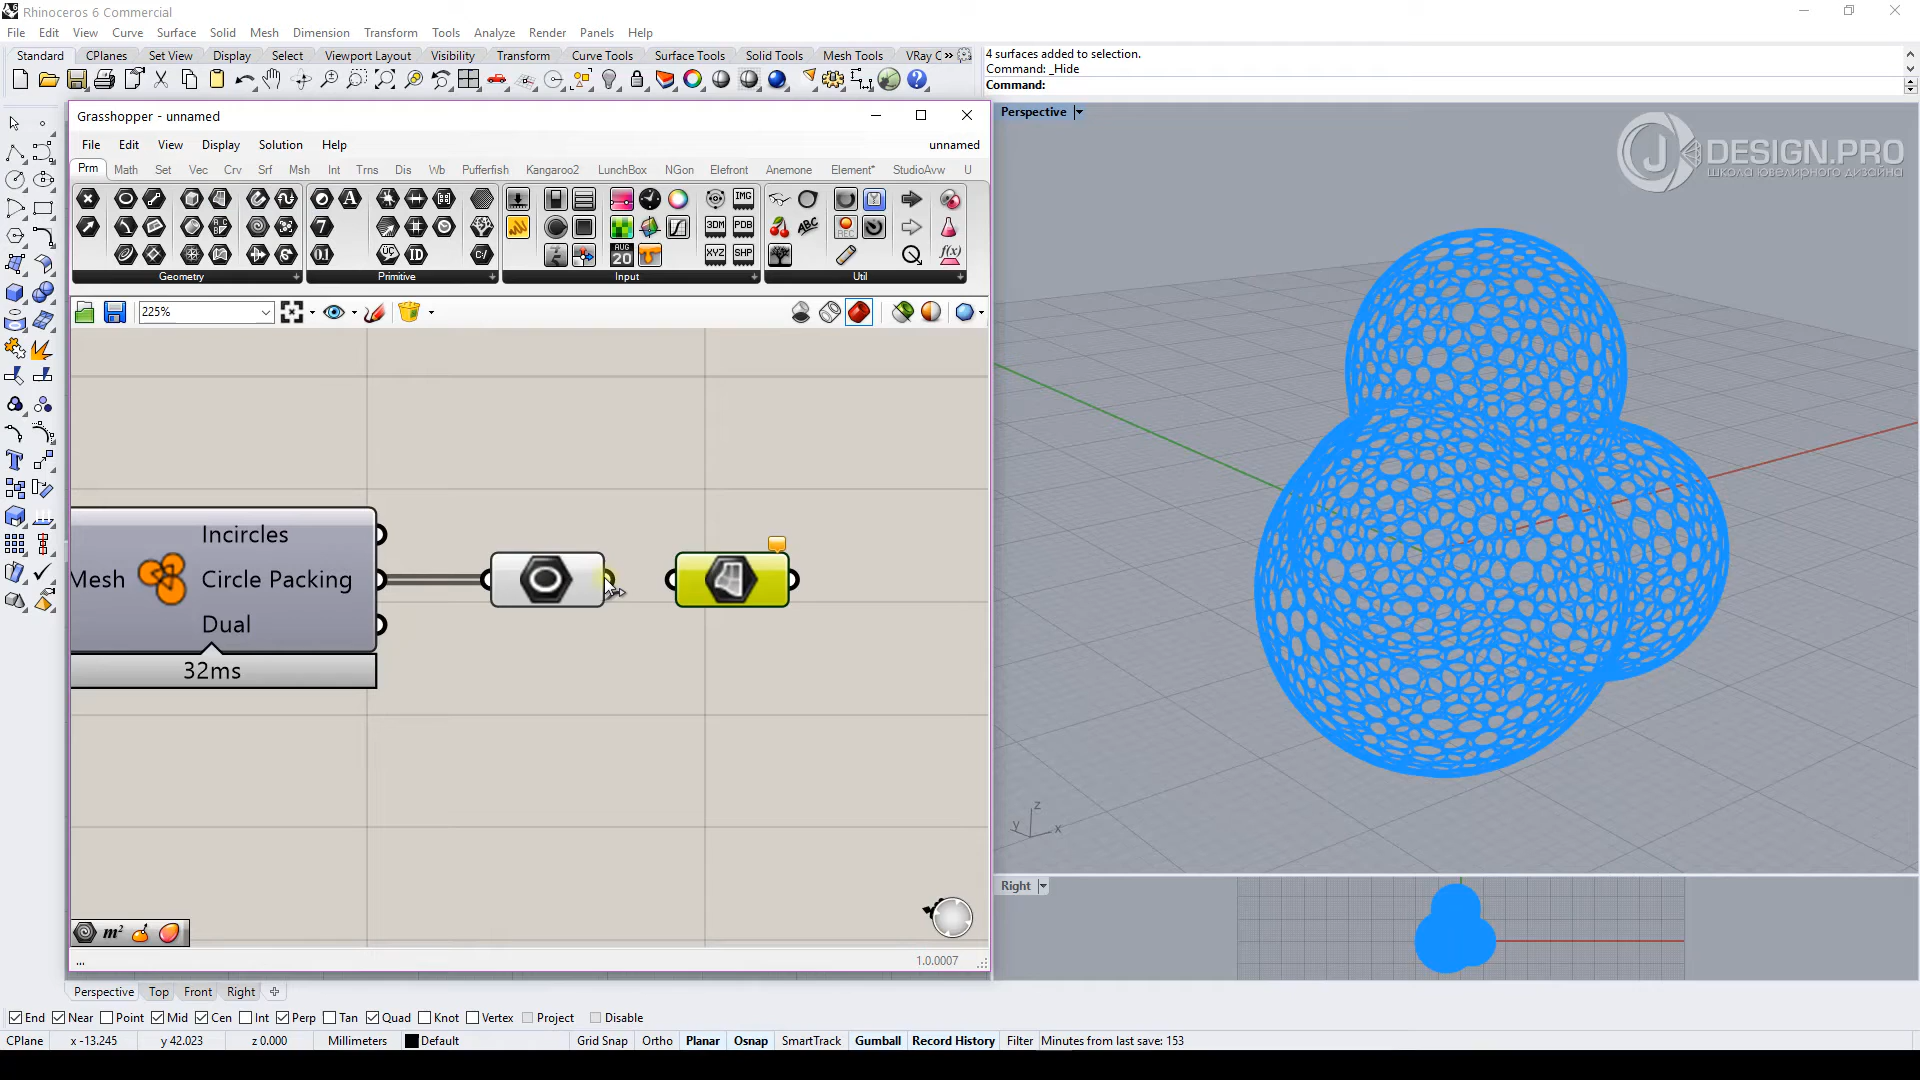 Rhinoceros 6 Commercial
File Edit View Curve Surface Solid Mesh Dimension Transform Tools Analyze Render Panels Help
Standard CPlanes Set View Display Select Viewport Layout Visibility Transform Curve Tools Surface Tools Solid Tools Mesh Tools VRay C
4 surfaces added to selection.
Command: _Hide
Command:
Grasshopper - unnamed
File Edit View Display Solution Help unnamed
Prm Math Set Vec Crv Srf Msh Int Trns Dis Wb Pufferfish Kangaroo2 LunchBox NGon Elefront Anemone Element* StudioAvw U
Geometry Primitive Input Util
225%
Incircles
Mesh Circle Packing
Dual
32ms
m²
...
1.0.0007
Perspective
JDESIGN.PRO
школа ювелирного дизайна
z
y x
Right
Perspective Top Front Right
End Near Point Mid Cen Int Perp Tan Quad Knot Vertex Project Disable
CPlane x -13.245 y 42.023 z 0.000 Millimeters Default Grid Snap Ortho Planar Osnap SmartTrack Gumball Record History Filter Minutes from last save: 153